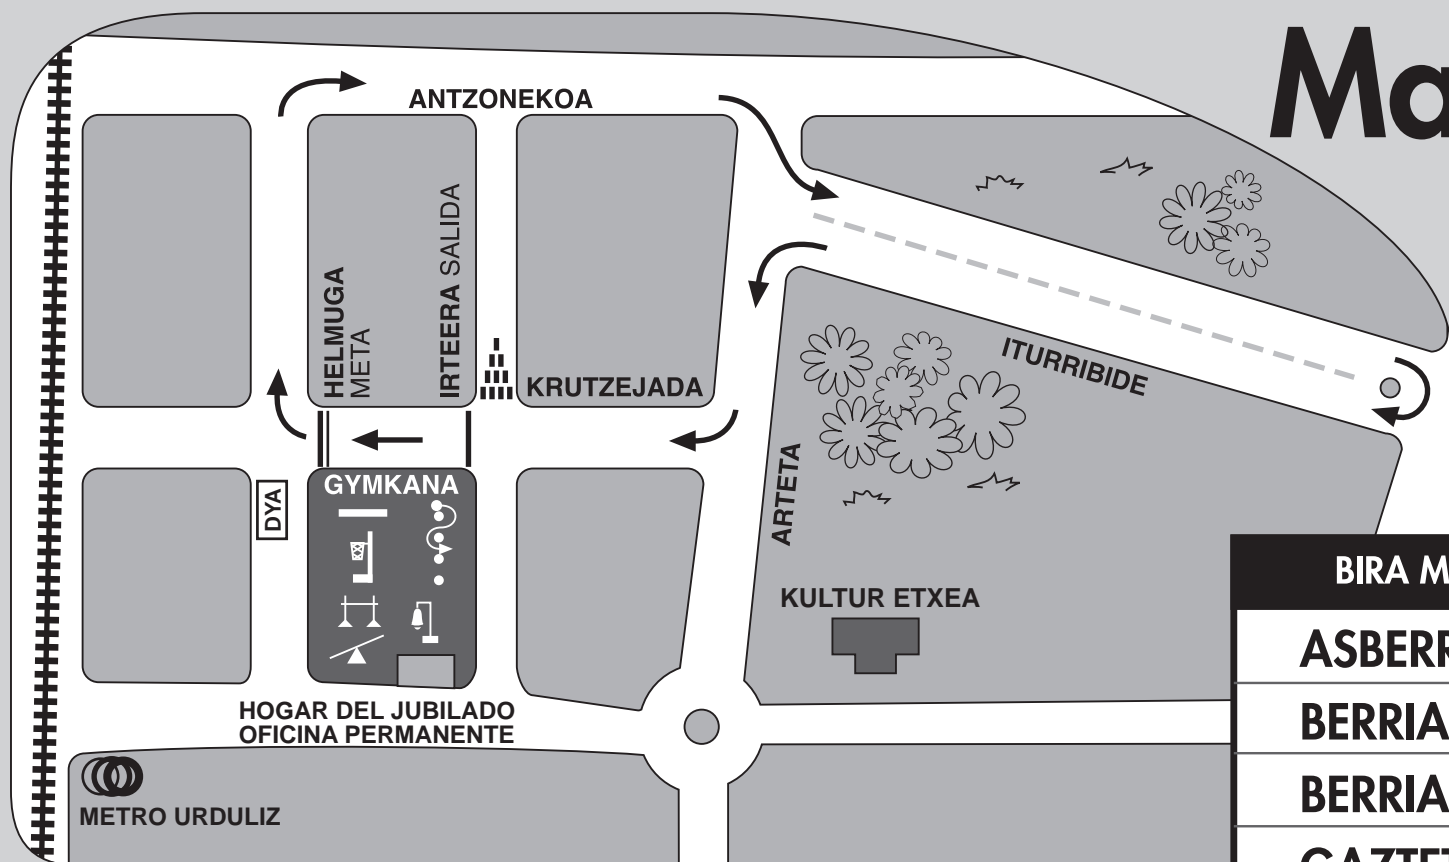 Ma
ANTZONEKOA
HELMUGA
META
IRTEERA SALIDA
KRUTZEJADA
ITURRIBIDE
GYMKANA
DYA
ARTETA
KULTUR ETXEA
HOGAR DEL JUBILADO
OFICINA PERMANENTE
METRO URDULIZ
BIRA M
ASBERR
BERRIA
BERRIA